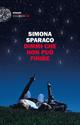 SIMONA
SPARACO
DIMMI CHE
NON PUÒ
FINIRE